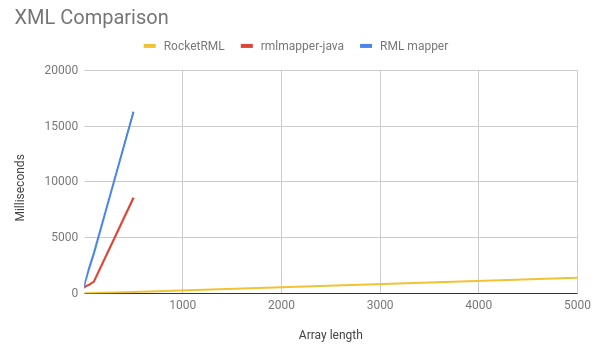 XML Comparison
RocketRML rmlmapper-java RML mapper
20000
15000
10000
5000
0
Milliseconds
1000 2000 3000 4000 5000
Array length